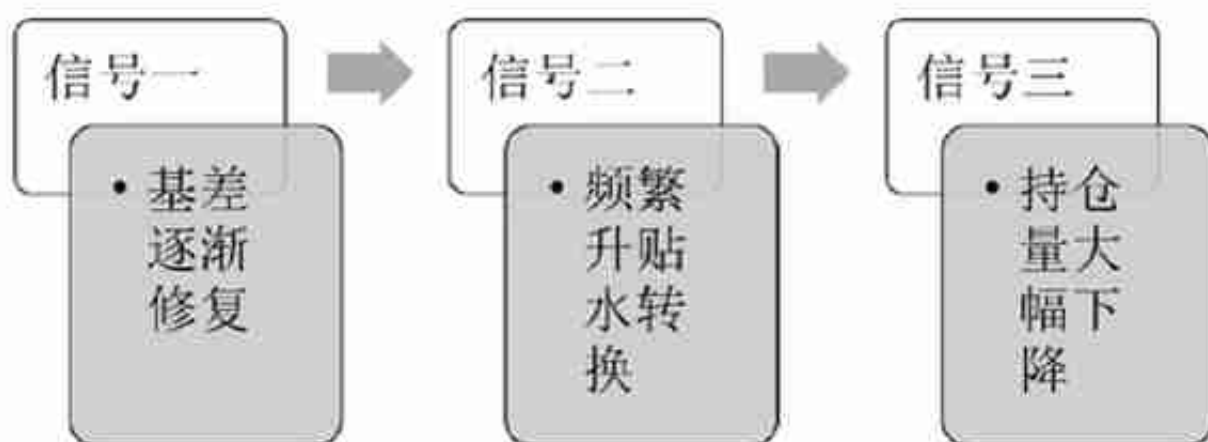 信号一
• 基差
逐渐
修复
信号二
• 频繁
升贴
水转
换
信号三
• 持仓
量大
幅下
降